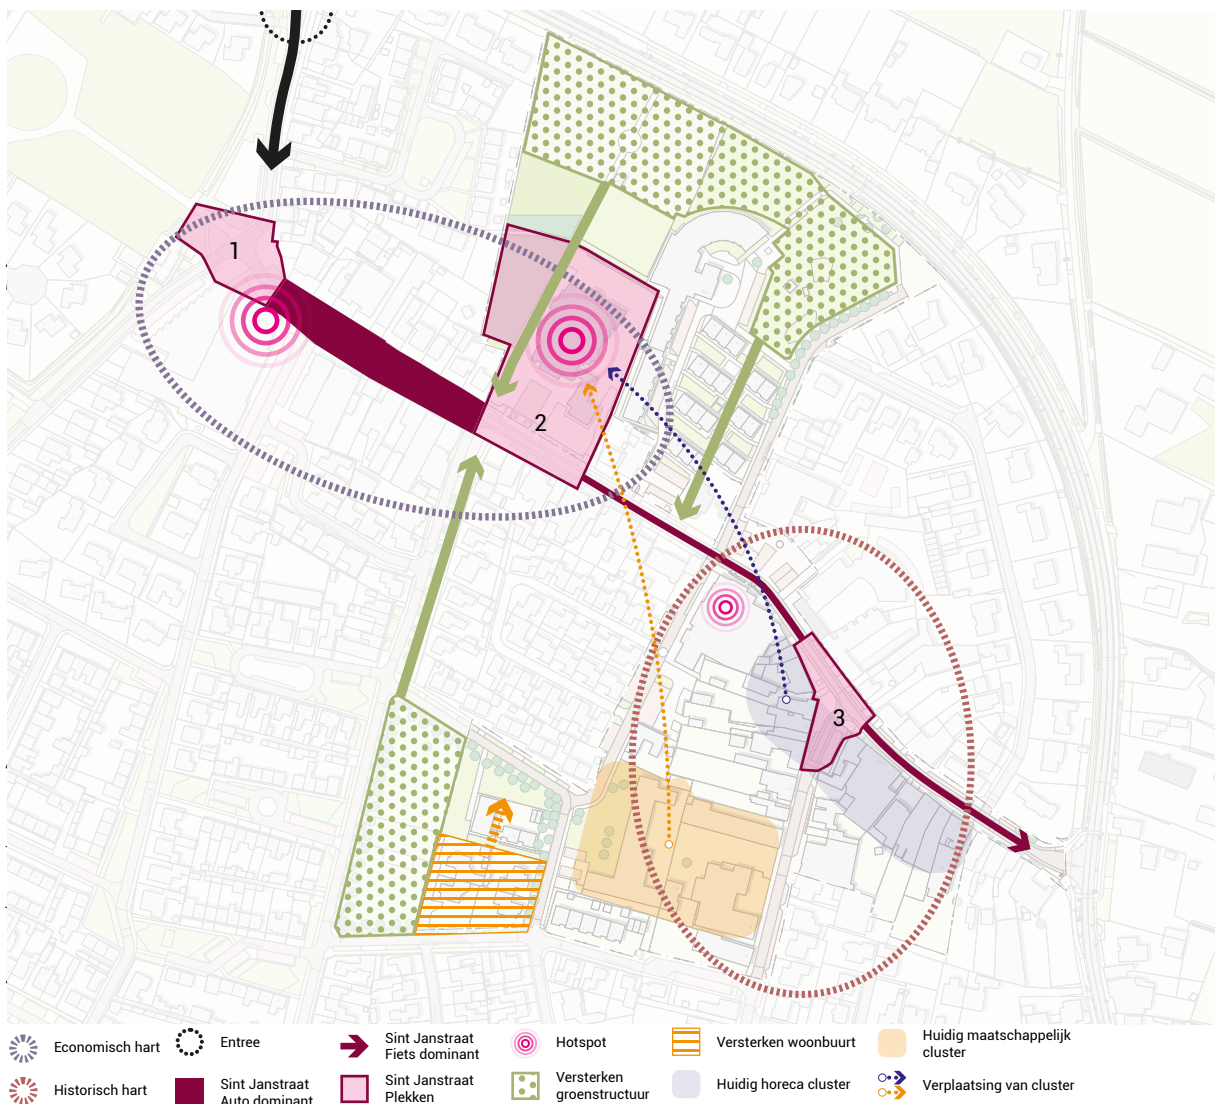 1
2
3
Economisch hart
Entree
Sint Janstraat
Fiets dominant
Hotspot
Versterken woonbuurt
Huidig maatschappelijk
cluster
Historisch hart
Sint Janstraat
Auto dominant
Sint Janstraat
Plekken
Versterken
groenstructuur
Huidig horeca cluster
Verplaatsing van cluster